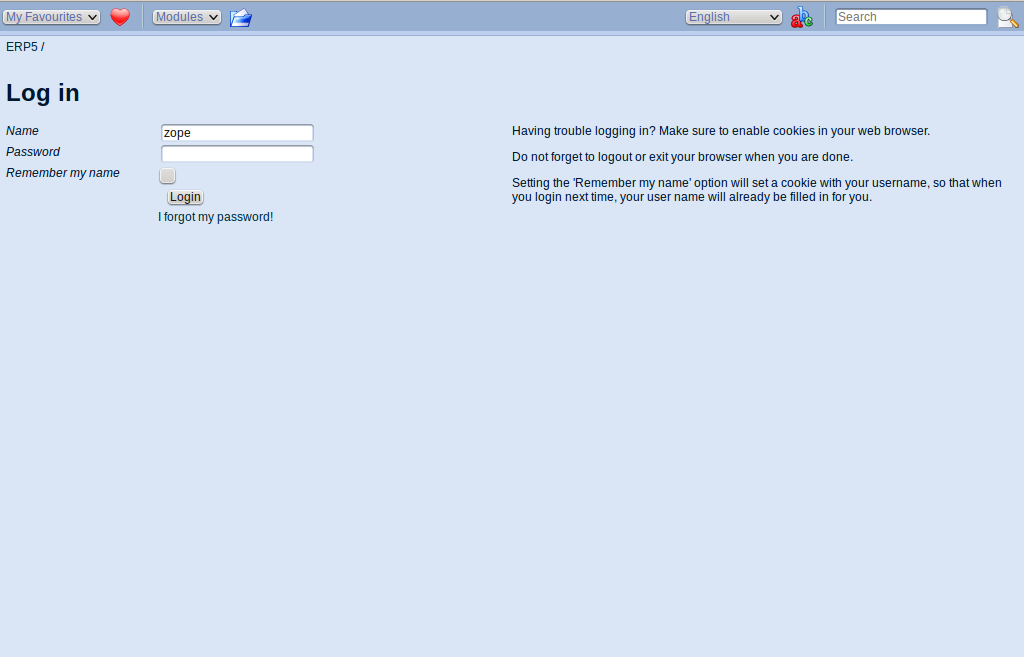 My Favourites Modules English Search
ERP5 /
Log in
Name zope
Password
Remember my name
Login
I forgot my password!
Having trouble logging in? Make sure to enable cookies in your web browser.
Do not forget to logout or exit your browser when you are done.
Setting the 'Remember my name' option will set a cookie with your username, so that when
you login next time, your user name will already be filled in for you.